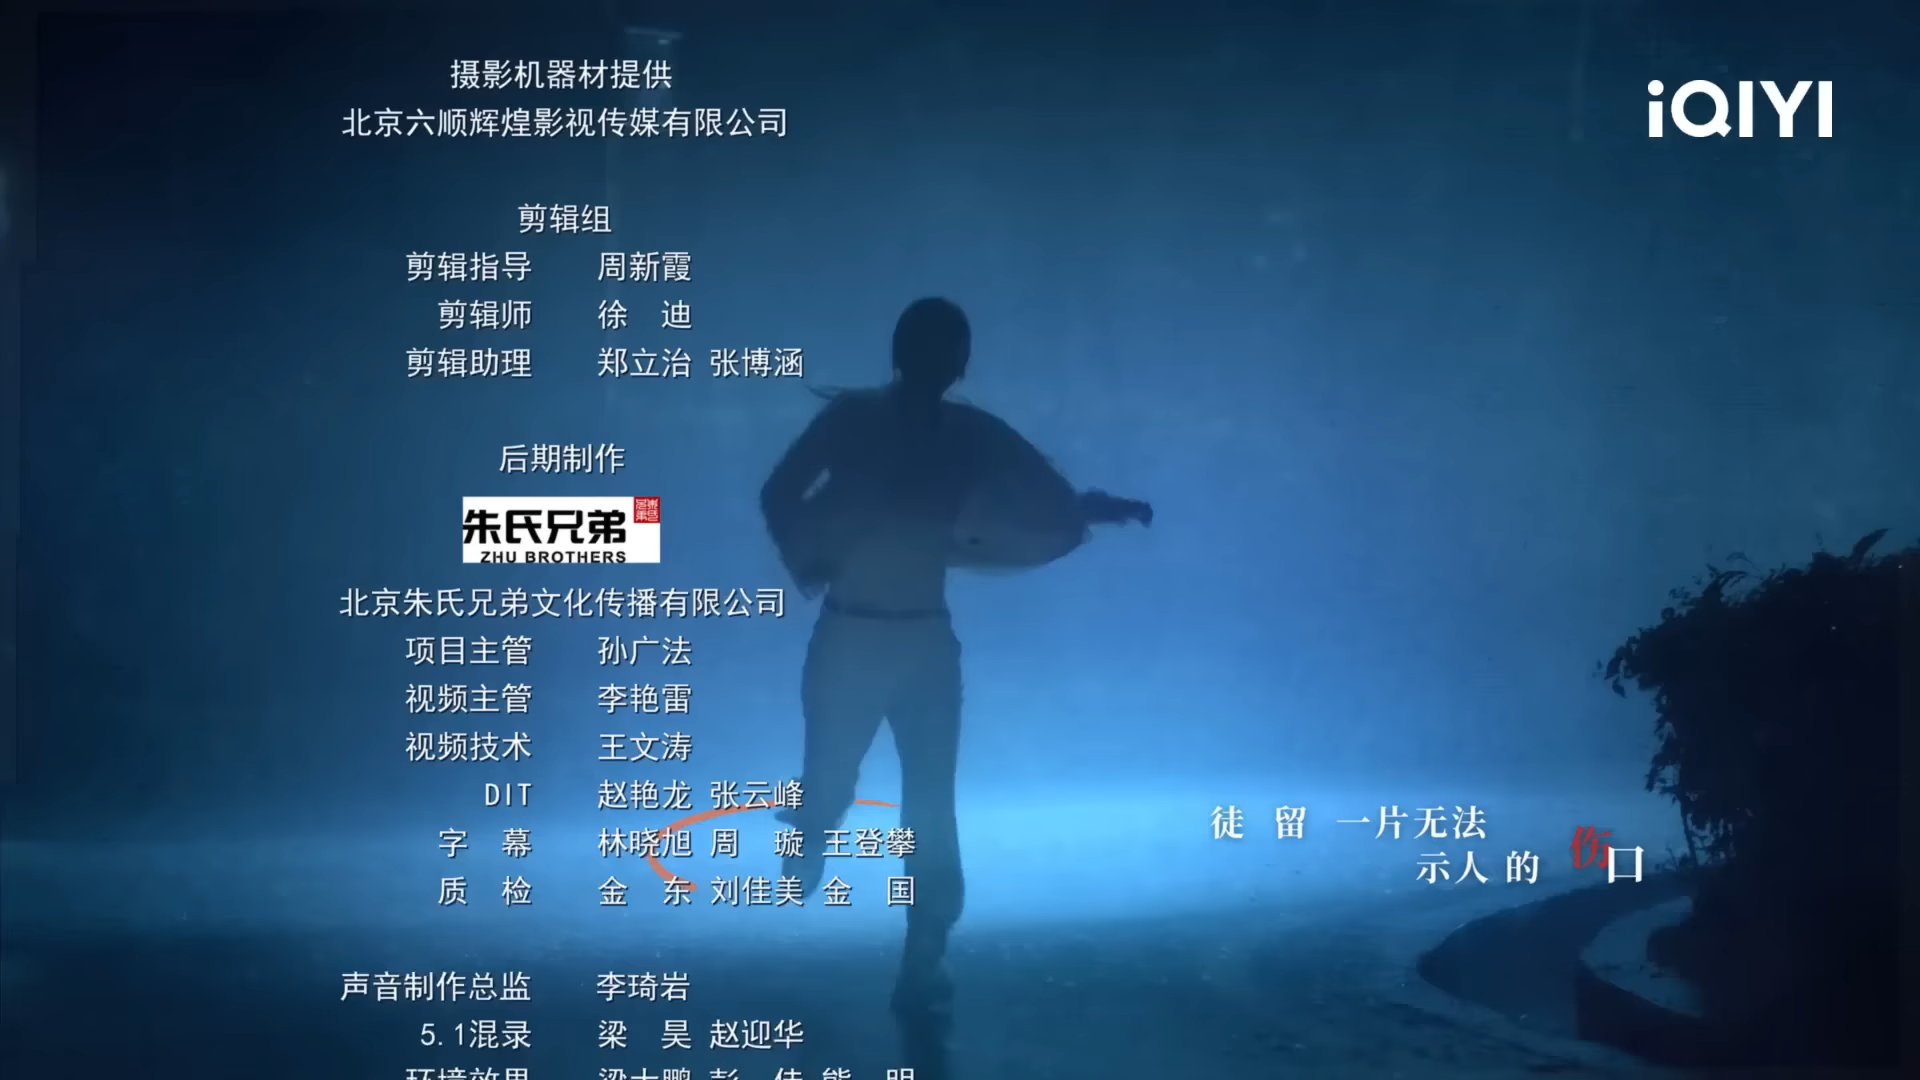 摄影机器材提供
北京六顺辉煌影视传媒有限公司
iQIYI
剪辑组
剪辑指导 周新霞
剪辑师 徐 迪
剪辑助理 郑立治 张博涵
后期制作
朱氏兄弟
ZHU BROTHERS
北京朱氏兄弟文化传播有限公司
项目主管 孙广法
视频主管 李艳雷
视频技术 王文涛
DIT 赵艳龙 张云峰
字 幕 林晓旭 周 璇 王登攀
质 检 金 东 刘佳美 金 国
徒 留 一片无法
示人 的 伤口
声音制作总监 李琦岩
5.1混录 梁 昊 赵迎华